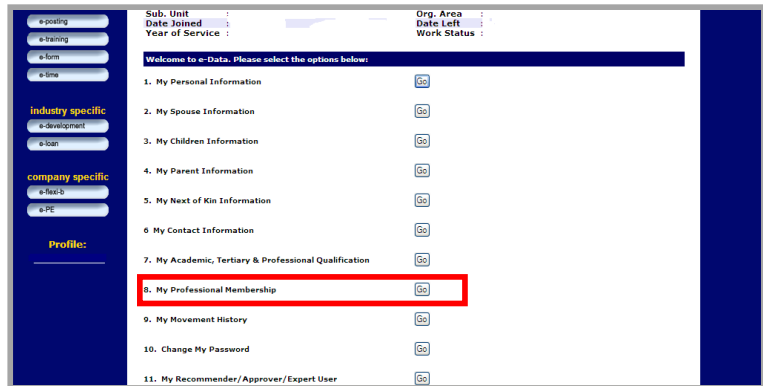 Sub. Unit : Org. Area :
Date Joined : Date Left :
Year of Service : Work Status :
e-posting
e-training
e-form
e-time
industry specific
e-development
e-loan
company specific
e-flexi-b
e-PE
Profile:
Welcome to e-Data. Please select the options below:
1. My Personal Information Go
2. My Spouse Information Go
3. My Children Information Go
4. My Parent Information Go
5. My Next of Kin Information Go
6 My Contact Information Go
7. My Academic, Tertiary & Professional Qualification Go
8. My Professional Membership Go
9. My Movement History Go
10. Change My Password Go
11. My Recommender/Approver/Expert User Go